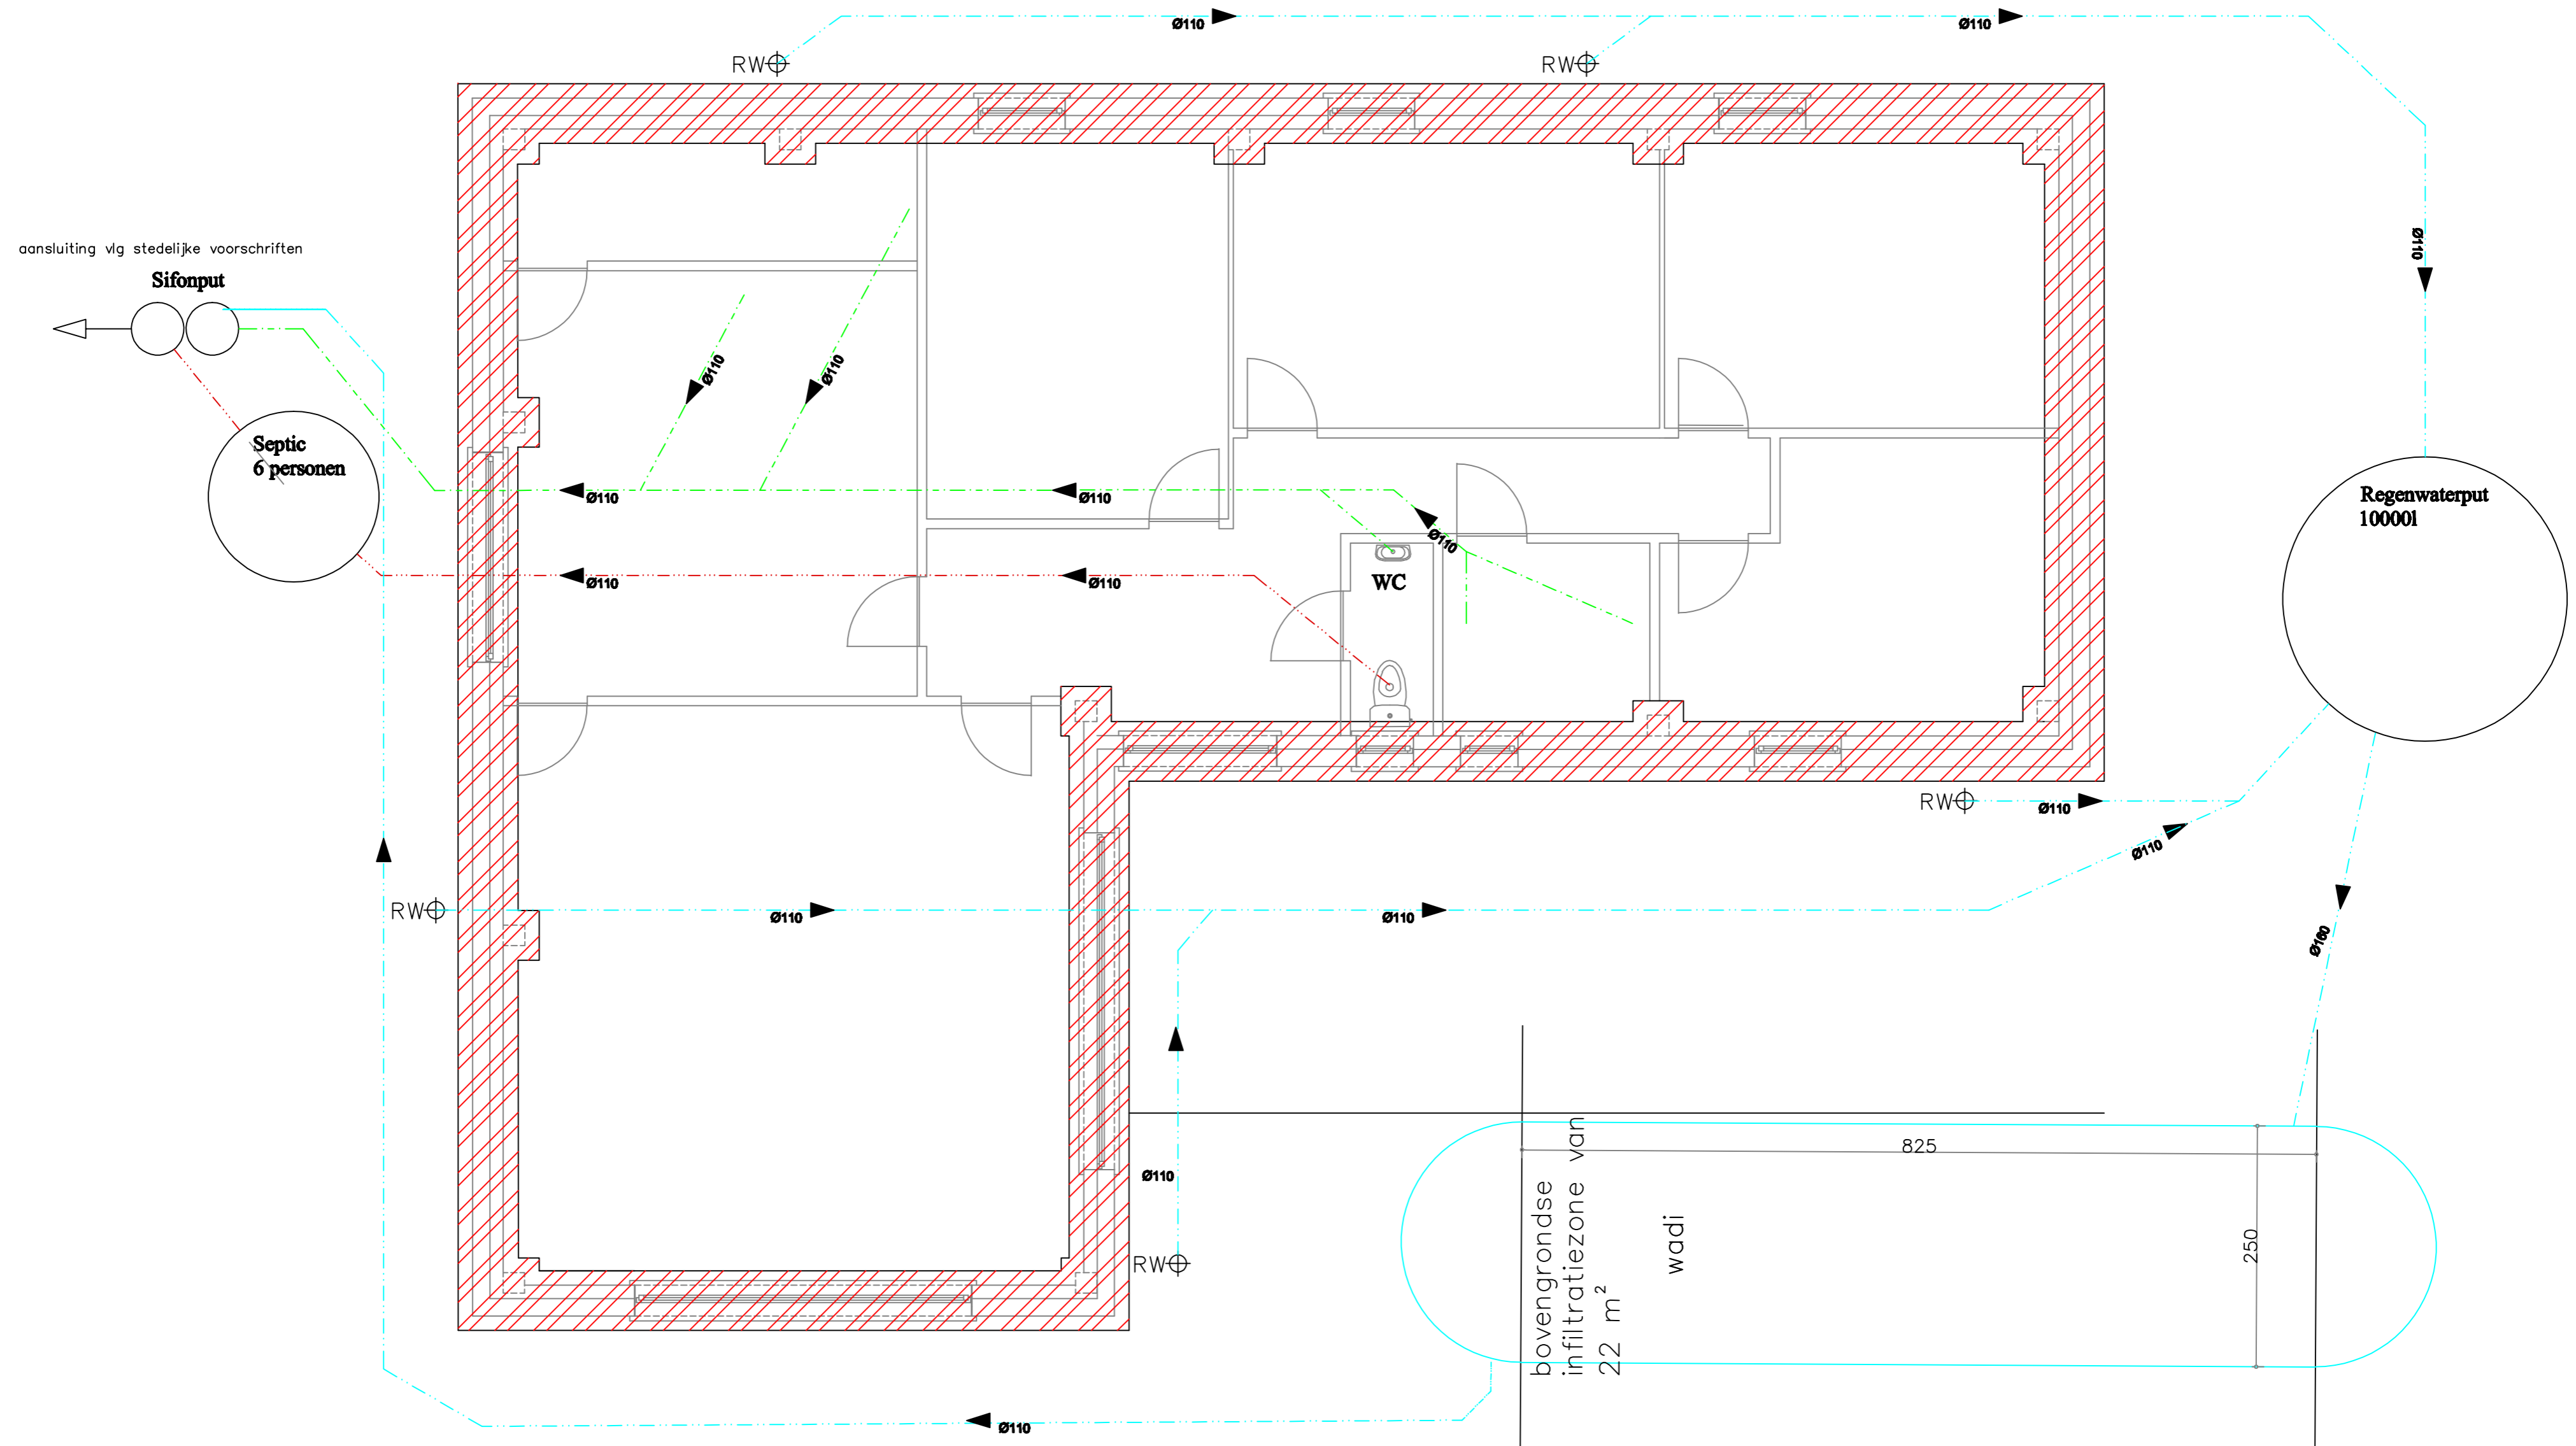 Ø110
Ø110
RW
RW
Ø110
aansluiting vlg stedelijke voorschriften
Sifonput
Ø110
Ø110
Septic
6 personen
Regenwaterput
10000l
Ø110
Ø110
Ø110
WC
Ø110
Ø110
RW
Ø110
Ø110
RW
Ø110
Ø110
Ø160
825
Ø110
RW
bovengrondse
infiltratiezone van
22 m²
wadi
250
Ø110